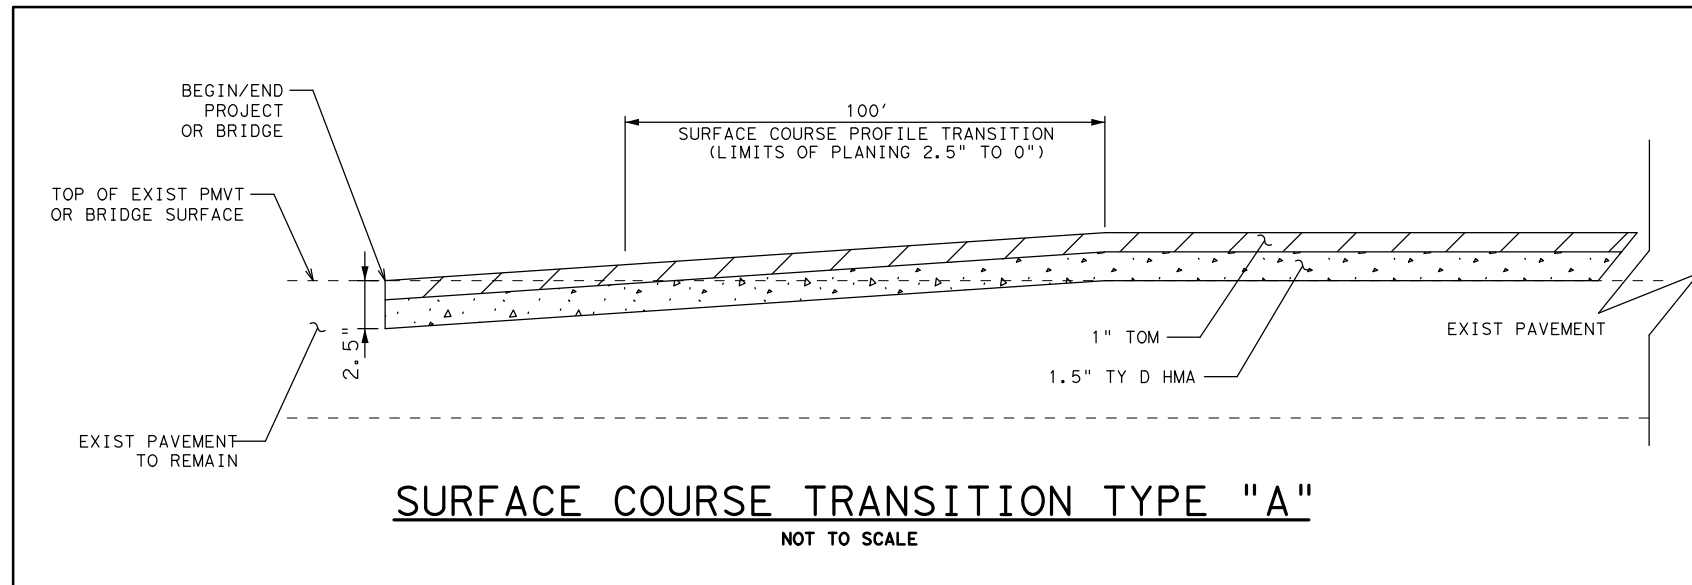 BEGIN/END
PROJECT
OR BRIDGE
100'
SURFACE COURSE PROFILE TRANSITION
(LIMITS OF PLANING 2.5" TO 0")
TOP OF EXIST PMVT
OR BRIDGE SURFACE
2.5"
1" TOM
EXIST PAVEMENT
1.5" TY D HMA
EXIST PAVEMENT
TO REMAIN
SURFACE COURSE TRANSITION TYPE "A"
NOT TO SCALE